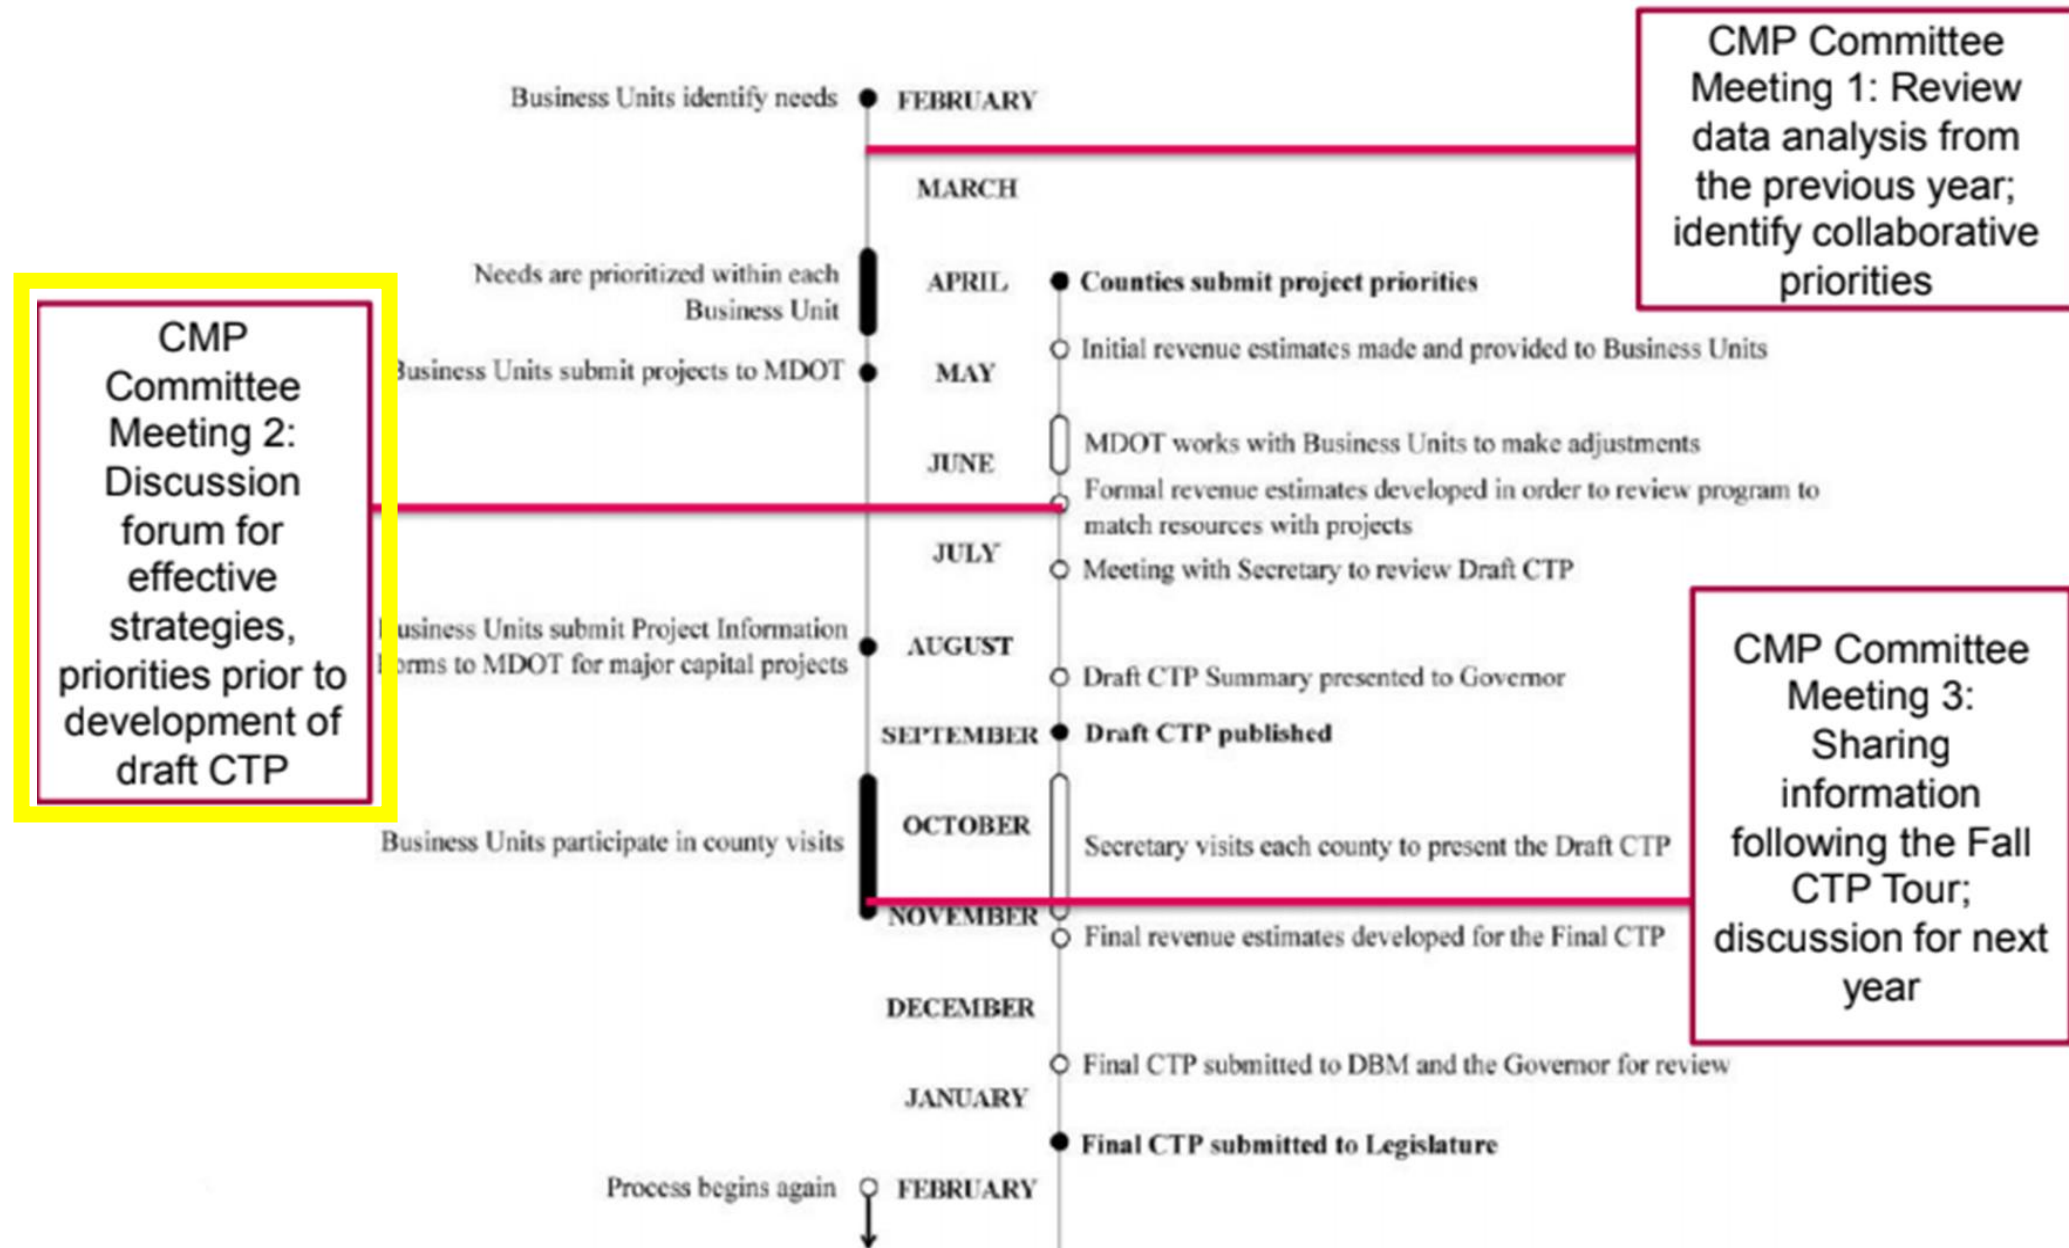 CMP Committee
Meeting 1: Review
data analysis from
the previous year;
identify collaborative
priorities
Business Units identify needs
FEBRUARY
MARCH
Needs are prioritized within each
Business Unit
APRIL
Counties submit project priorities
Initial revenue estimates made and provided to Business Units
CMP
Committee
Meeting 2:
Discussion
forum for
effective
strategies,
priorities prior to
development of
draft CTP
Business Units submit projects to MDOT
MAY
MDOT works with Business Units to make adjustments
JUNE
Formal revenue estimates developed in order to review program to
match resources with projects
JULY
Meeting with Secretary to review Draft CTP
usiness Units submit Project Information
orms to MDOT for major capital projects
AUGUST
Draft CTP Summary presented to Governor
SEPTEMBER
Draft CTP published
CMP Committee
Meeting 3:
Sharing
information
following the Fall
CTP Tour;
discussion for next
year
Business Units participate in county visits
OCTOBER
Secretary visits each county to present the Draft CTP
NOVEMBER
Final revenue estimates developed for the Final CTP
DECEMBER
Final CTP submitted to DBM and the Governor for review
JANUARY
Final CTP submitted to Legislature
Process begins again
FEBRUARY